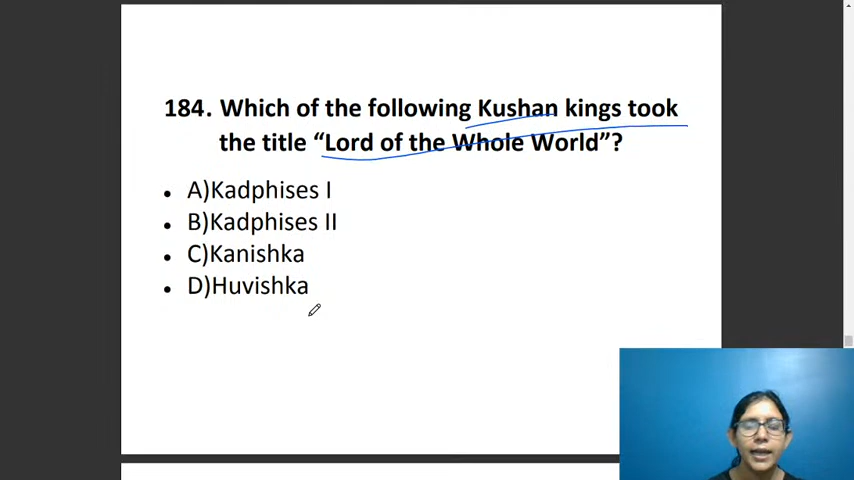 184. Which of the following Kushan kings took
the title “Lord of the Whole World”?
• A)Kadphises I
• B)Kadphises II
• C)Kanishka
• D)Huvishka